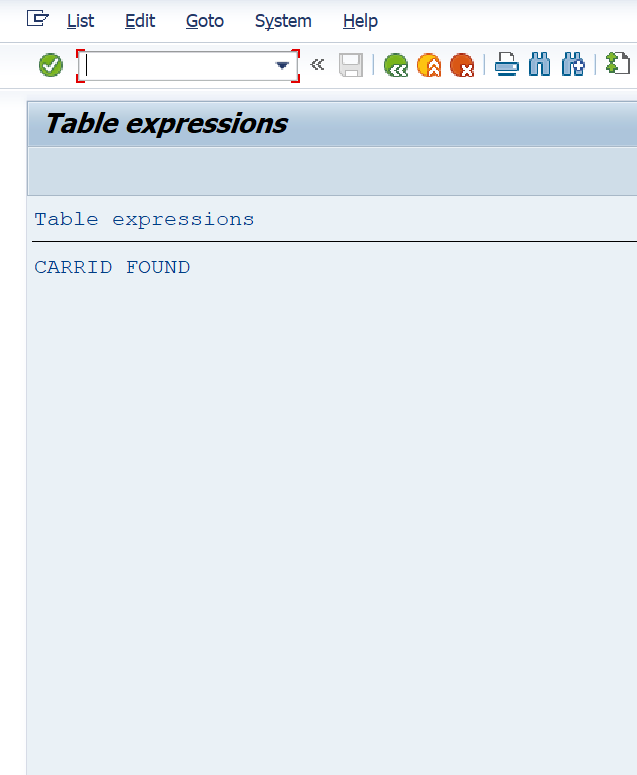 List Edit Goto System Help
Table expressions
Table expressions
CARRID FOUND